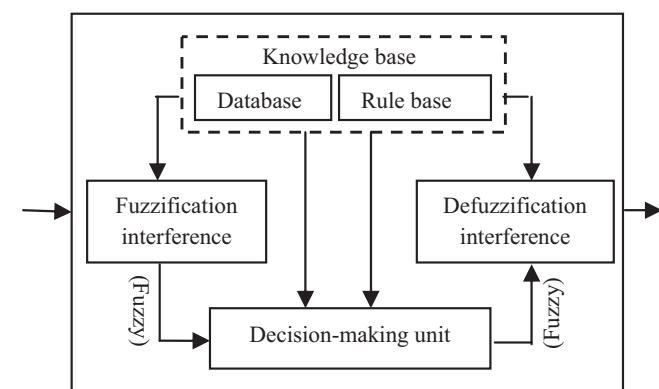 Knowledge base
Database
Rule base
Fuzzification
interference
Defuzzification
interference
(Fuzzy)
(Fuzzy)
Decision-making unit